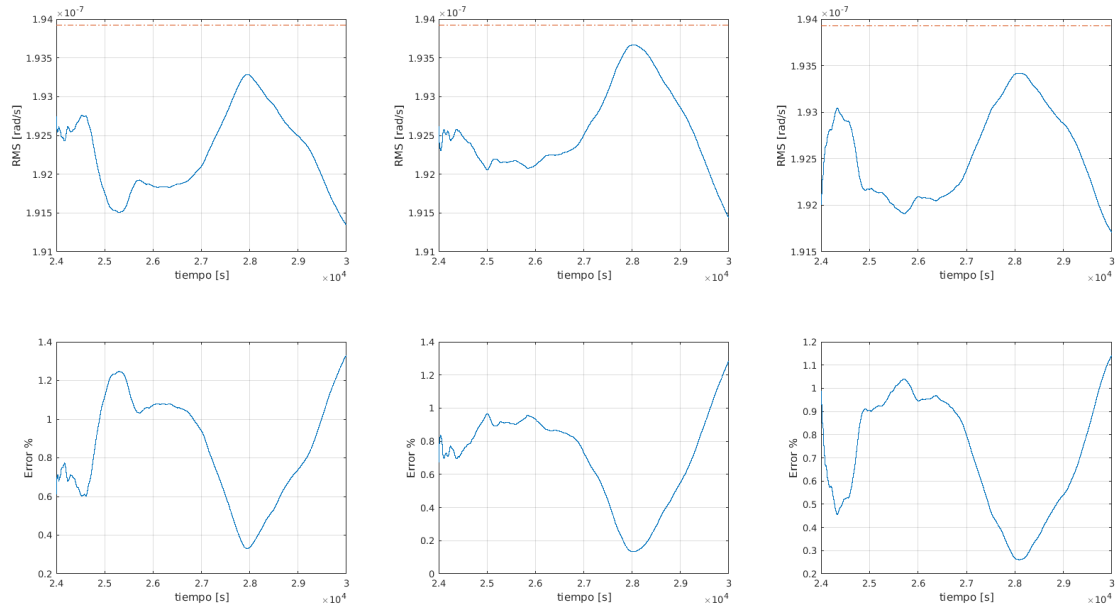 ×10⁻⁷ ×10⁻⁷ ×10⁻⁷
1.94 1.94 1.94
1.935 1.935 1.935
1.93 1.93 1.93
1.925 1.925 1.925
1.92 1.92 1.92
1.915 1.915 1.915
1.91 1.91
RMS [rad/s] RMS [rad/s] RMS [rad/s]
2.4 2.5 2.6 2.7 2.8 2.9 3 2.4 2.5 2.6 2.7 2.8 2.9 3 2.4 2.5 2.6 2.7 2.8 2.9 3
tiempo [s] ×10⁴ tiempo [s] ×10⁴ tiempo [s] ×10⁴
1.4 1.4 1.2
1.2 1.2 1.1
1 1 1
0.8 0.8 0.9
0.6 0.6 0.8
0.4 0.4 0.7
0.2 0.2 0.6
0 0.5
0.4
0.3
0.2
Error % Error % Error %
2.4 2.5 2.6 2.7 2.8 2.9 3 2.4 2.5 2.6 2.7 2.8 2.9 3 2.4 2.5 2.6 2.7 2.8 2.9 3
tiempo [s] ×10⁴ tiempo [s] ×10⁴ tiempo [s] ×10⁴